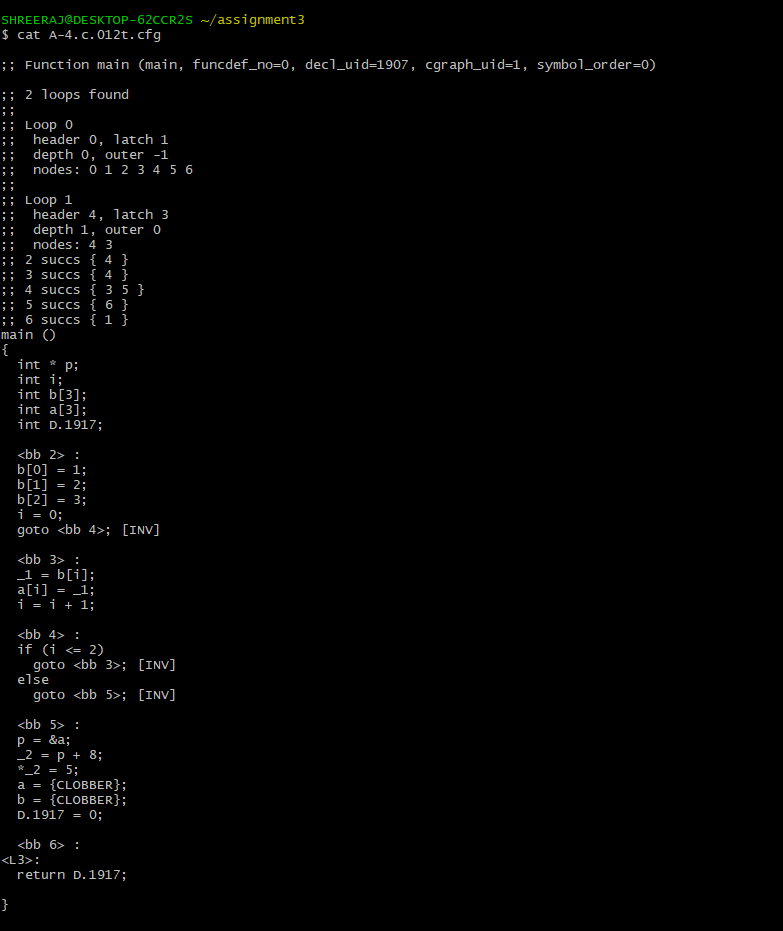 SHREERAJ@DESKTOP-62CCR2S ~/assignment3
$ cat A-4.c.012t.cfg

;; Function main (main, funcdef_no=0, decl_uid=1907, cgraph_uid=1, symbol_order=0)

;; 2 loops found
;;
;; Loop 0
;;  header 0, latch 1
;;  depth 0, outer -1
;;  nodes: 0 1 2 3 4 5 6
;;
;; Loop 1
;;  header 4, latch 3
;;  depth 1, outer 0
;;  nodes: 4 3
;; 2 succs { 4 }
;; 3 succs { 4 }
;; 4 succs { 3 5 }
;; 5 succs { 6 }
;; 6 succs { 1 }
main ()
{
  int * p;
  int i;
  int b[3];
  int a[3];
  int D.1917;

  <bb 2> :
  b[0] = 1;
  b[1] = 2;
  b[2] = 3;
  i = 0;
  goto <bb 4>; [INV]

  <bb 3> :
  _1 = b[i];
  a[i] = _1;
  i = i + 1;

  <bb 4> :
  if (i <= 2)
    goto <bb 3>; [INV]
  else
    goto <bb 5>; [INV]

  <bb 5> :
  p = &a;
  _2 = p + 8;
  *_2 = 5;
  a = {CLOBBER};
  b = {CLOBBER};
  D.1917 = 0;

  <bb 6> :
<L3>:
  return D.1917;

}